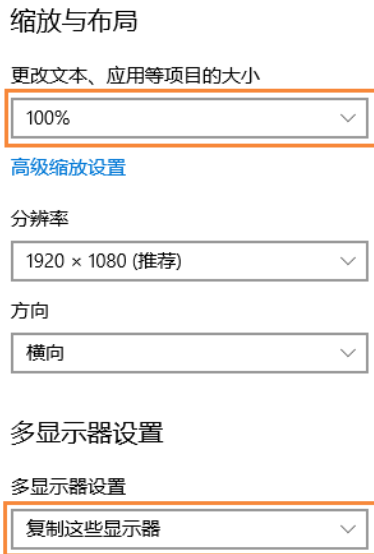 缩放与布局
更改文本、应用等项目的大小
100%
高级缩放设置
分辨率
1920 × 1080 (推荐)
方向
横向
多显示器设置
多显示器设置
复制这些显示器